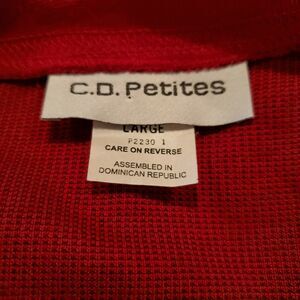 C.D. Petites
LARGE
P2230 1
CARE ON REVERSE
ASSEMBLED IN
DOMINICAN REPUBLIC